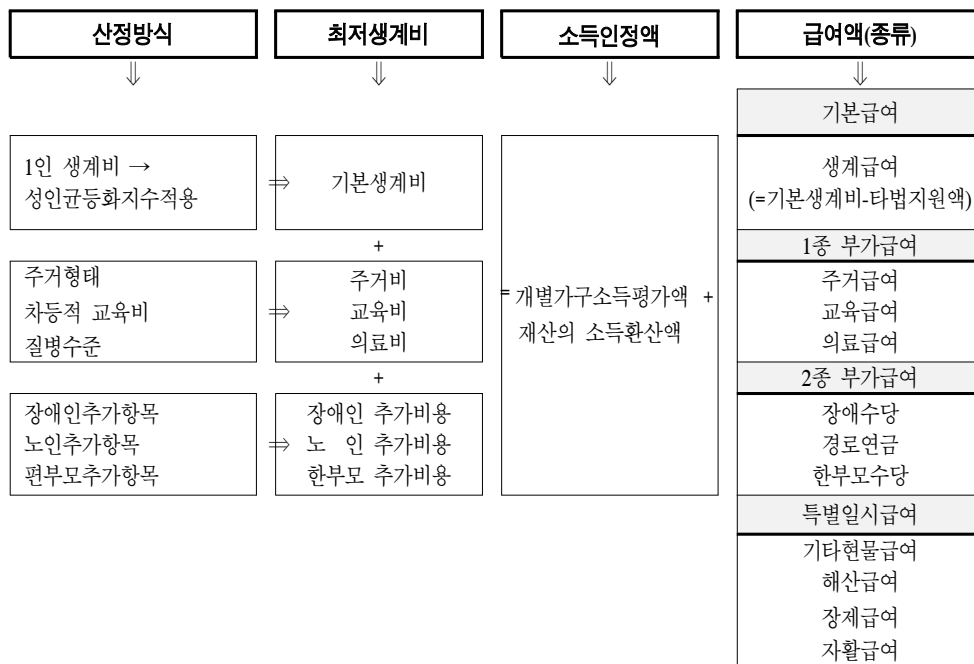 산정방식
최저생계비
소득인정액
급여액(종류)
⇓
⇓
⇓
⇓
1인 생계비 →
성인균등화지수적용
⇒
기본생계비
+
주거형태
차등적 교육비
질병수준
⇒
주거비
교육비
의료비
+
장애인추가항목
노인추가항목
편부모추가항목
⇒
장애인 추가비용
노 인 추가비용
한부모 추가비용
= 개별가구소득평가액 +
재산의 소득환산액
기본급여
생계급여
(=기본생계비-타법지원액)
1종 부가급여
주거급여
교육급여
의료급여
2종 부가급여
장애수당
경로연금
한부모수당
특별일시급여
기타현물급여
해산급여
장제급여
자활급여